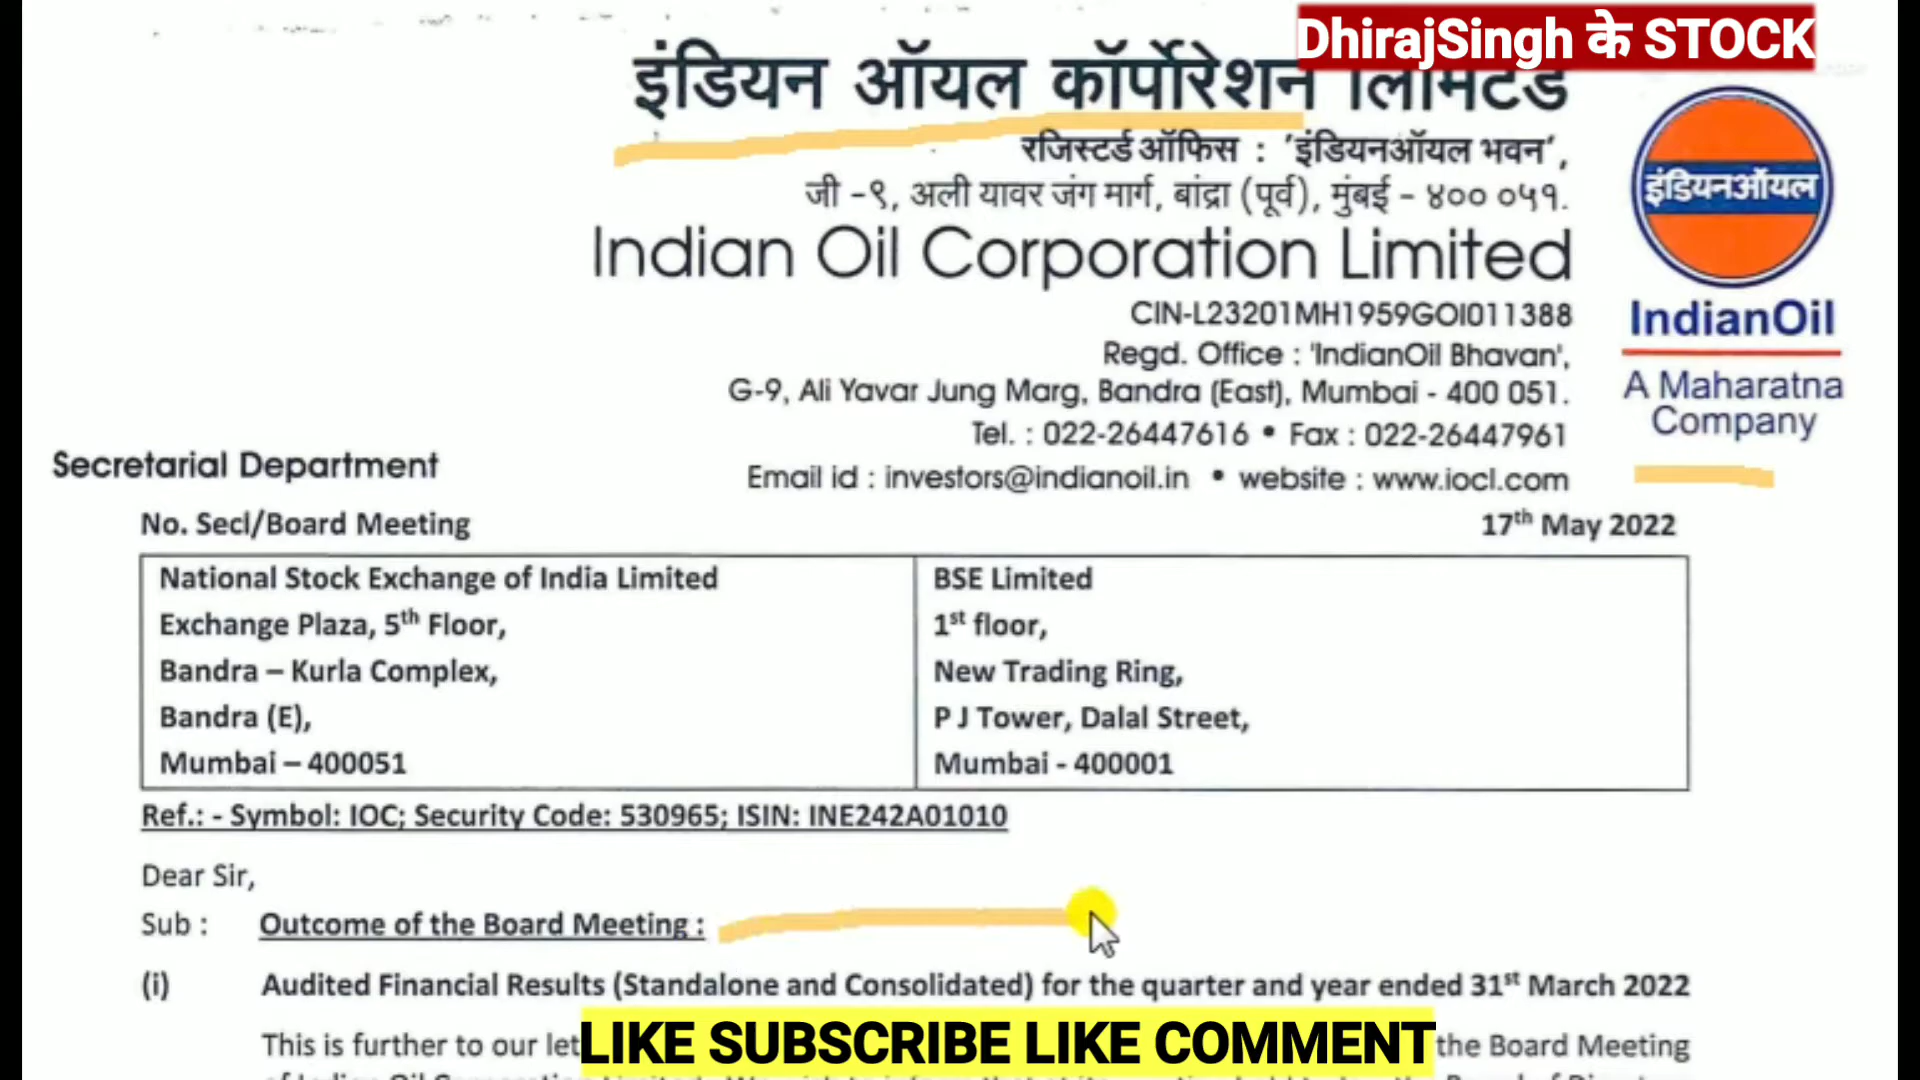 DhirajSingh के STOCK
इंडियन ऑयल कॉर्पोरेशन लिमिटेड
रजिस्टर्ड ऑफिस : 'इंडियनऑयल भवन',
जी -९, अली यावर जंग मार्ग, बांद्रा (पूर्व), मुंबई - ४०० ०५१.
इंडियनऑयल
Indian Oil Corporation Limited
CIN-L23201MH1959GOI011388
IndianOil
Regd. Office : 'IndianOil Bhavan',
G-9, Ali Yavar Jung Marg, Bandra (East), Mumbai - 400 051.
A Maharatna
Company
Tel. : 022-26447616 • Fax : 022-26447961
Secretarial Department
Email id : investors@indianoil.in • website : www.iocl.com
No. Secl/Board Meeting 17th May 2022
National Stock Exchange of India Limited
Exchange Plaza, 5th Floor,
Bandra – Kurla Complex,
Bandra (E),
Mumbai – 400051
BSE Limited
1st floor,
New Trading Ring,
P J Tower, Dalal Street,
Mumbai - 400001
Ref.: - Symbol: IOC; Security Code: 530965; ISIN: INE242A01010
Dear Sir,
Sub : Outcome of the Board Meeting :
(i) Audited Financial Results (Standalone and Consolidated) for the quarter and year ended 31st March 2022
This is further to our the Board Meeting
LIKE SUBSCRIBE LIKE COMMENT